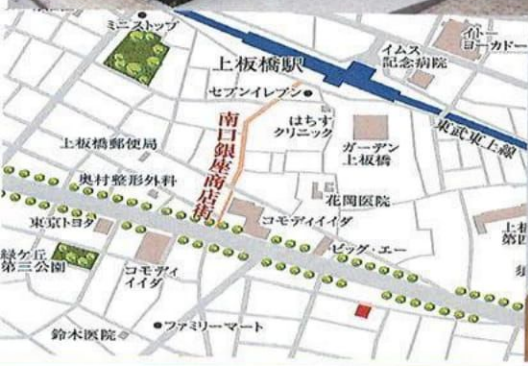 ミニストップ
イトー
ヨーカドー
イムス
記念病院
上板橋駅
セブンイレブン
東武東上線
はちす
クリニック
ガーデン
上板橋
南口銀座商店街
上板橋郵便局
奥村整形外科
花岡医院
コモディイイダ
東京トヨタ
ビッグ・エー
緑ケ丘
第三公園
コモディ
イイダ
鈴木医院
ファミリーマート